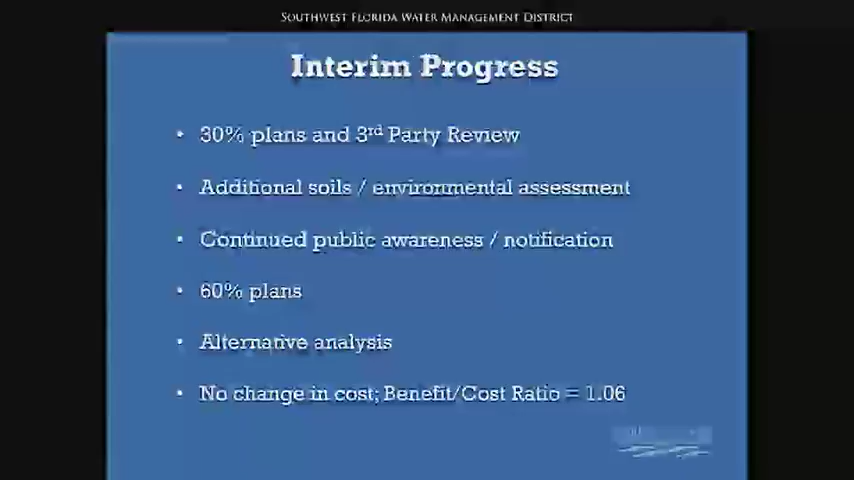 SOUTHWEST FLORIDA WATER MANAGEMENT DISTRICT
Interim Progress
• 30% plans and 3rd Party Review
• Additional soils / environmental assessment
• Continued public awareness / notification
• 60% plans
• Alternative analysis
• No change in cost; Benefit/Cost Ratio = 1.06